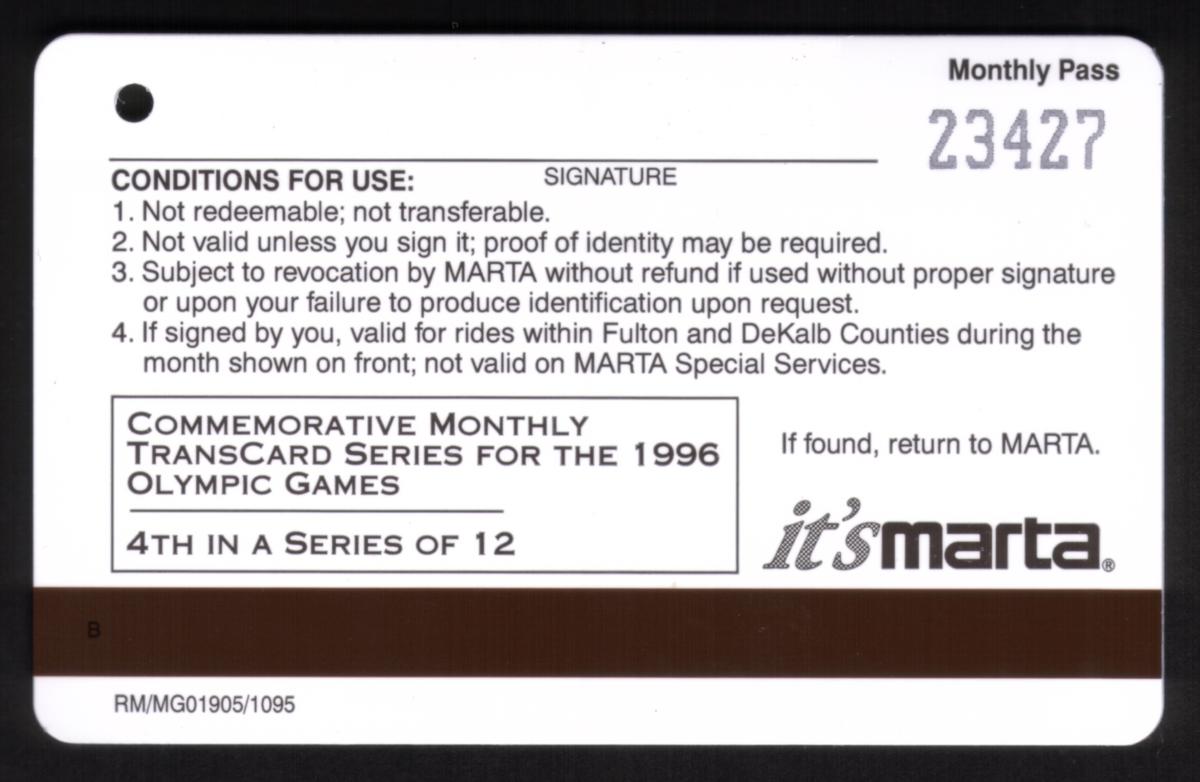 Monthly Pass
23427
SIGNATURE
CONDITIONS FOR USE:
1. Not redeemable; not transferable.
2. Not valid unless you sign it; proof of identity may be required.
3. Subject to revocation by MARTA without refund if used without proper signature
or upon your failure to produce identification upon request.
4. If signed by you, valid for rides within Fulton and DeKalb Counties during the
month shown on front; not valid on MARTA Special Services.
COMMEMORATIVE MONTHLY
TRANSCARD SERIES FOR THE 1996
OLYMPIC GAMES
4TH IN A SERIES OF 12
If found, return to MARTA.
it's marta®
B
RM/MG01905/1095